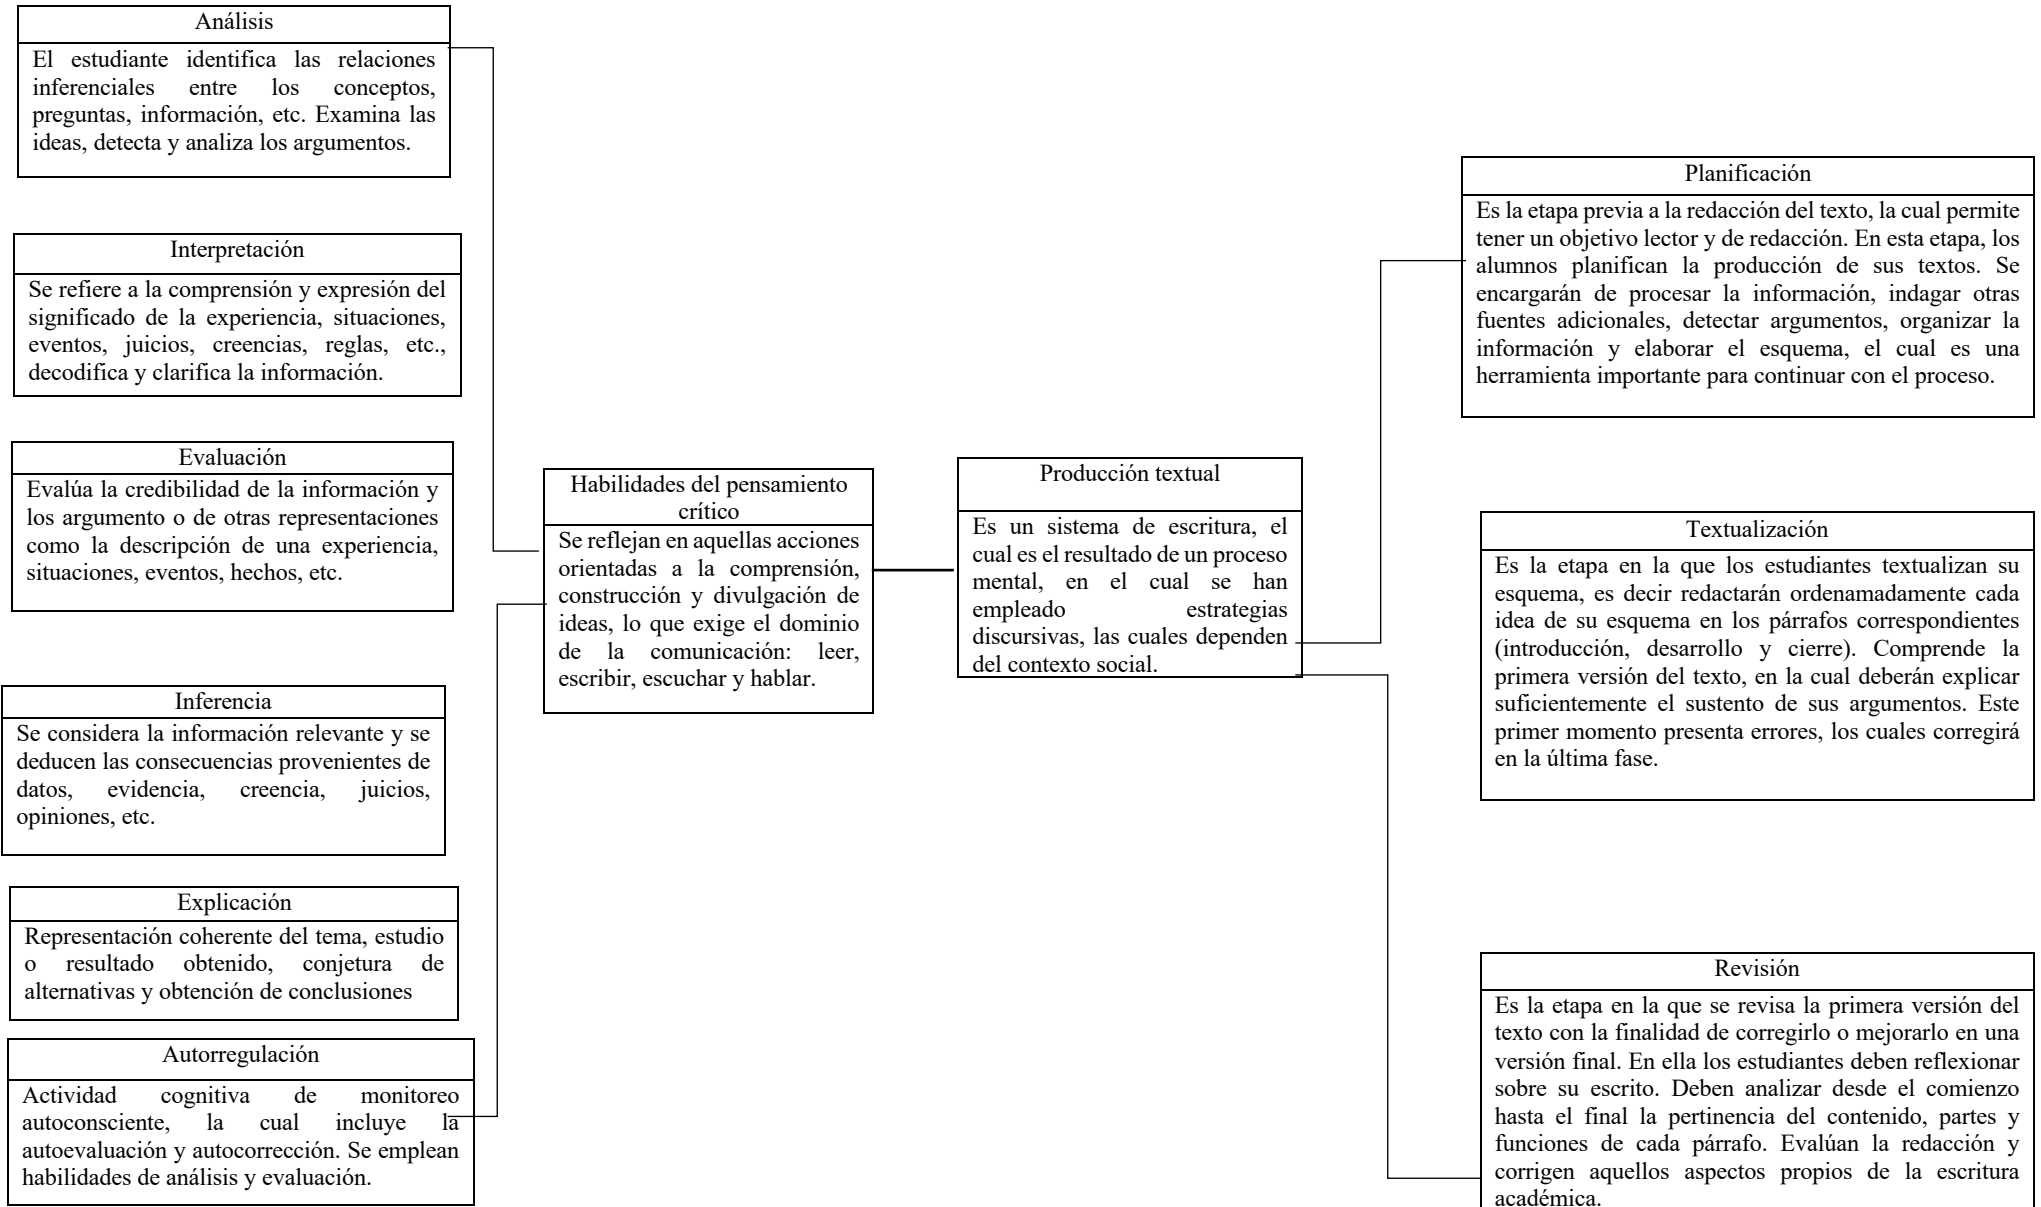 Análisis
El estudiante identifica las relaciones
inferenciales entre los conceptos,
preguntas, información, etc. Examina las
ideas, detecta y analiza los argumentos.
Interpretación
Se refiere a la comprensión y expresión del
significado de la experiencia, situaciones,
eventos, juicios, creencias, reglas, etc.,
decodifica y clarifica la información.
Evaluación
Evalúa la credibilidad de la información y
los argumento o de otras representaciones
como la descripción de una experiencia,
situaciones, eventos, hechos, etc.
Inferencia
Se considera la información relevante y se
deducen las consecuencias provenientes de
datos, evidencia, creencia, juicios,
opiniones, etc.
Explicación
Representación coherente del tema, estudio
o resultado obtenido, conjetura de
alternativas y obtención de conclusiones
Autorregulación
Actividad cognitiva de monitoreo
autoconsciente, la cual incluye la
autoevaluación y autocorrección. Se emplean
habilidades de análisis y evaluación.
Habilidades del pensamiento
crítico
Se reflejan en aquellas acciones
orientadas a la comprensión,
construcción y divulgación de
ideas, lo que exige el dominio
de la comunicación: leer,
escribir, escuchar y hablar.
Producción textual
Es un sistema de escritura, el
cual es el resultado de un proceso
mental, en el cual se han
empleado estrategias
discursivas, las cuales dependen
del contexto social.
Planificación
Es la etapa previa a la redacción del texto, la cual permite
tener un objetivo lector y de redacción. En esta etapa, los
alumnos planifican la producción de sus textos. Se
encargarán de procesar la información, indagar otras
fuentes adicionales, detectar argumentos, organizar la
información y elaborar el esquema, el cual es una
herramienta importante para continuar con el proceso.
Textualización
Es la etapa en la que los estudiantes textualizan su
esquema, es decir redactarán ordenamadamente cada
idea de su esquema en los párrafos correspondientes
(introducción, desarrollo y cierre). Comprende la
primera versión del texto, en la cual deberán explicar
suficientemente el sustento de sus argumentos. Este
primer momento presenta errores, los cuales corregirá
en la última fase.
Revisión
Es la etapa en la que se revisa la primera versión del
texto con la finalidad de corregirlo o mejorarlo en una
versión final. En ella los estudiantes deben reflexionar
sobre su escrito. Deben analizar desde el comienzo
hasta el final la pertinencia del contenido, partes y
funciones de cada párrafo. Evalúan la redacción y
corrigen aquellos aspectos propios de la escritura
académica.